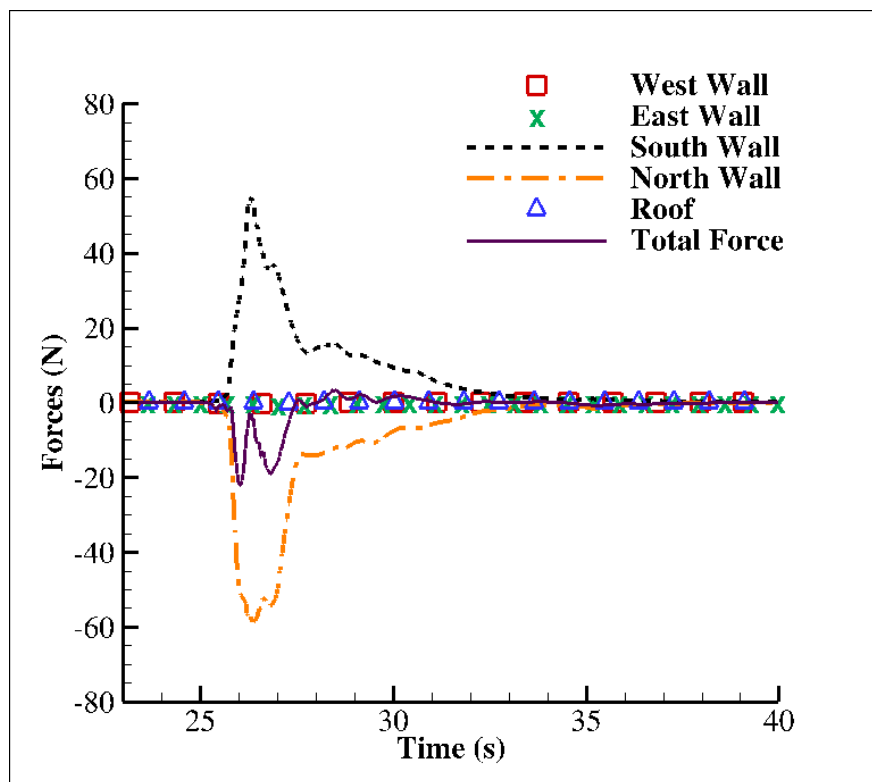 West Wall
East Wall
South Wall
North Wall
Roof
Total Force
80
60
40
20
0
-20
-40
-60
-80
Forces (N)
25
30
35
40
Time (s)